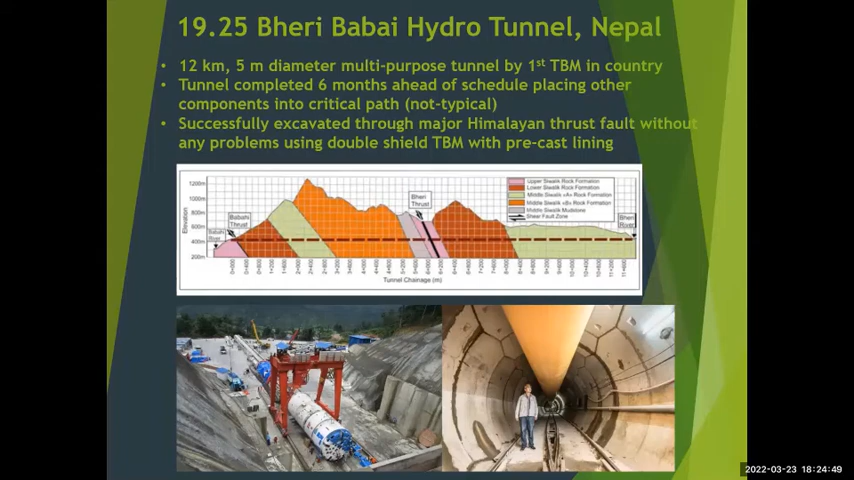 19.25 Bheri Babai Hydro Tunnel, Nepal
• 12 km, 5 m diameter multi-purpose tunnel by 1st TBM in country
• Tunnel completed 6 months ahead of schedule placing other
components into critical path (not-typical)
• Successfully excavated through major Himalayan thrust fault without
any problems using double shield TBM with pre-cast lining
Upper Siwalik Rock Formation
Lower Siwalik Rock Formation
Middle Siwalik «A» Rock Formation
Middle Siwalik «B» Rock Formation
Middle Siwalik Mudstone
Shear Fault Zone
1200m
1000m
800m
600m
400m
200m
Elevation
Babai
River
Babahi
Thrust
Bheri
Thrust
Bheri
River
Tunnel Chainage (m)
2022-03-23 18:24:49